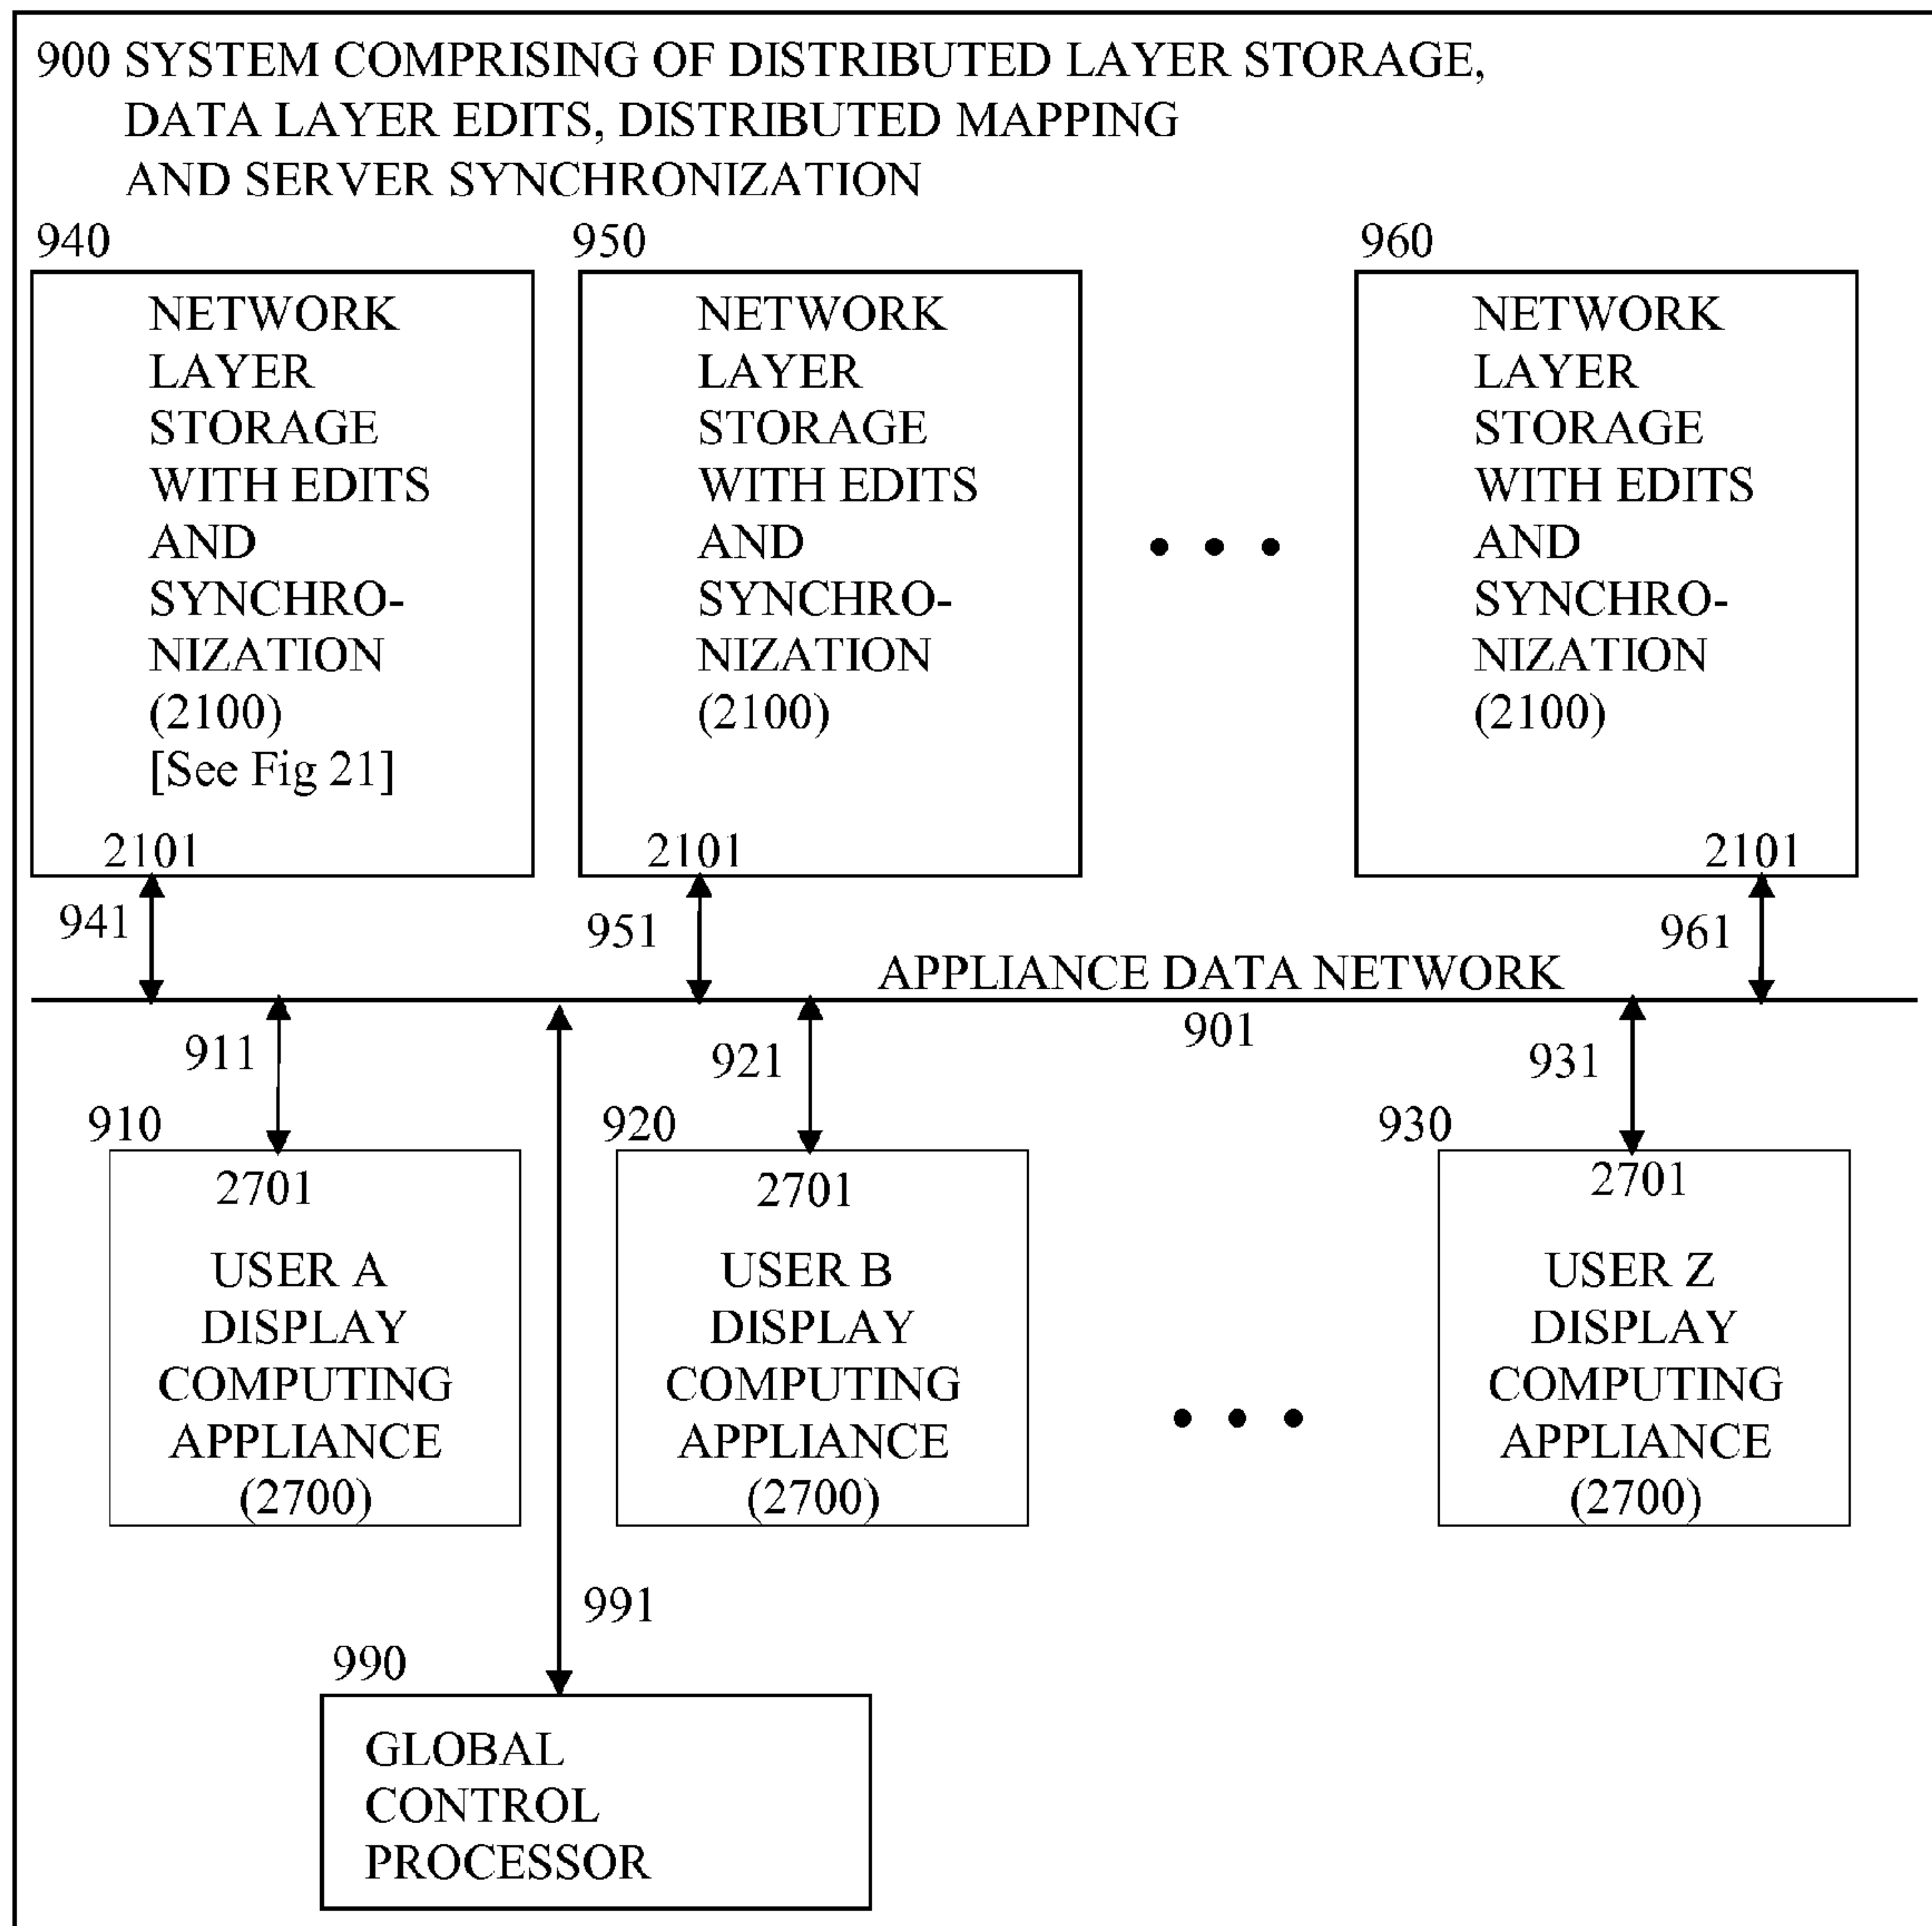 900 SYSTEM COMPRISING OF DISTRIBUTED LAYER STORAGE,
DATA LAYER EDITS, DISTRIBUTED MAPPING
AND SERVER SYNCHRONIZATION
940
NETWORK
LAYER
STORAGE
WITH EDITS
AND
SYNCHRO-
NIZATION
(2100)
[See Fig 21]
2101
950
NETWORK
LAYER
STORAGE
WITH EDITS
AND
SYNCHRO-
NIZATION
(2100)
2101
• • •
960
NETWORK
LAYER
STORAGE
WITH EDITS
AND
SYNCHRO-
NIZATION
(2100)
2101
941
951
961
APPLIANCE DATA NETWORK
901
911
921
931
910
2701
USER A
DISPLAY
COMPUTING
APPLIANCE
(2700)
920
2701
USER B
DISPLAY
COMPUTING
APPLIANCE
(2700)
• • •
930
2701
USER Z
DISPLAY
COMPUTING
APPLIANCE
(2700)
991
990
GLOBAL
CONTROL
PROCESSOR